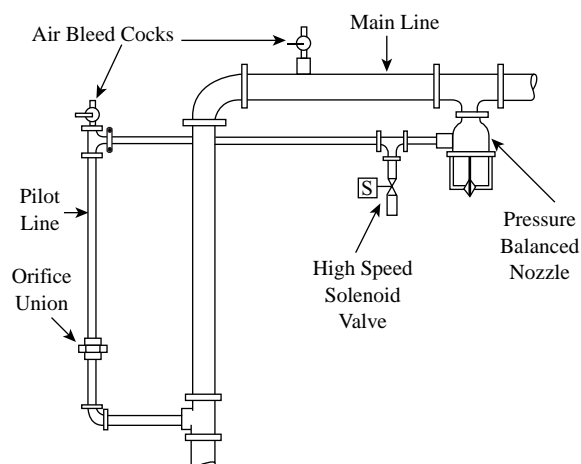 Air Bleed Cocks
Main Line
Pilot
Line
S
Pressure
Balanced
Nozzle
High Speed
Solenoid
Valve
Orifice
Union